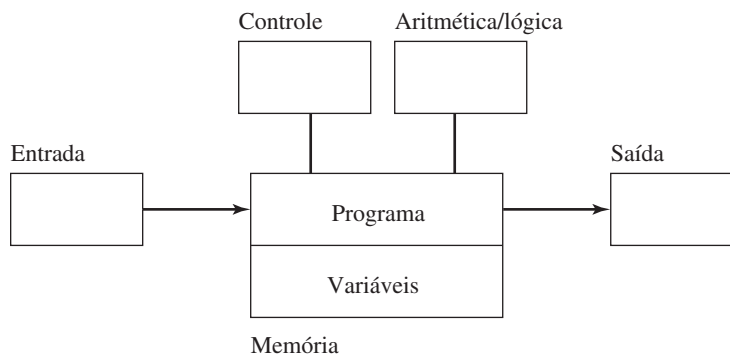 Controle
Aritmética/lógica
Entrada
Saída
Programa
Variáveis
Memória